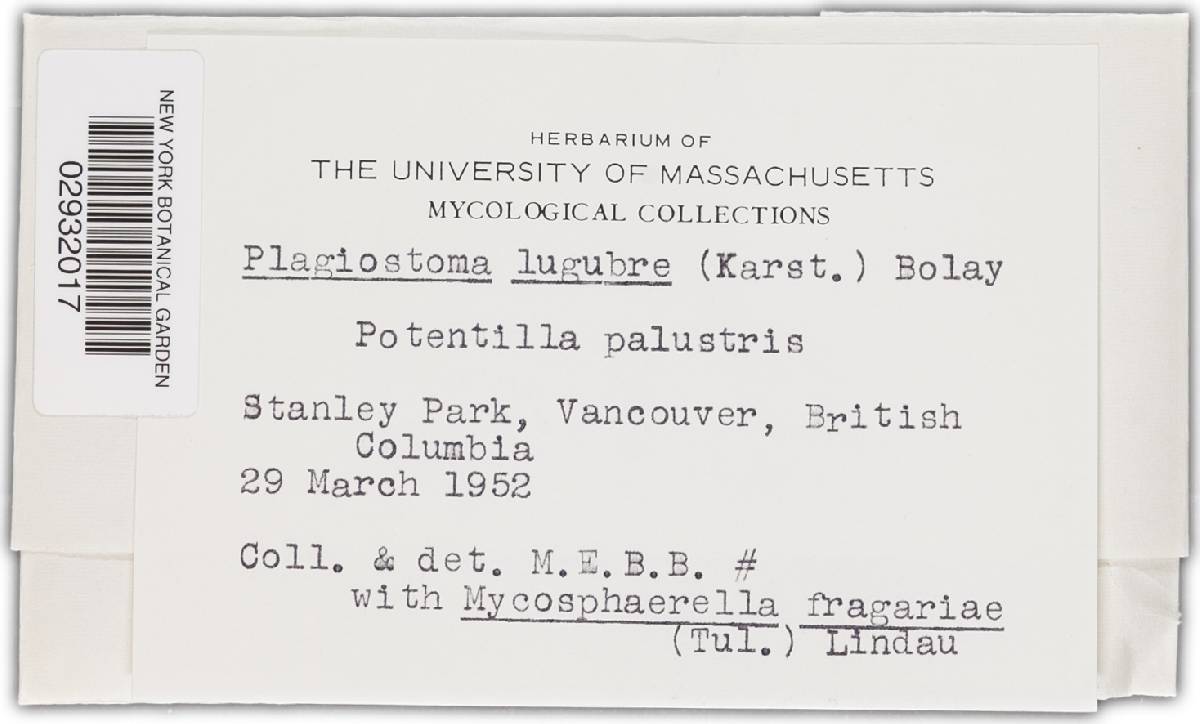 NEW YORK BOTANICAL GARDEN
02932017
HERBARIUM OF
THE UNIVERSITY OF MASSACHUSETTS
MYCOLOGICAL COLLECTIONS
Plagiostoma lugubre (Karst.) Bolay
Potentilla palustris
Stanley Park, Vancouver, British
Columbia
29 March 1952
Coll. & det. M.E.B.B. #
with Mycosphaerella fragariae
(Tul.) Lindau